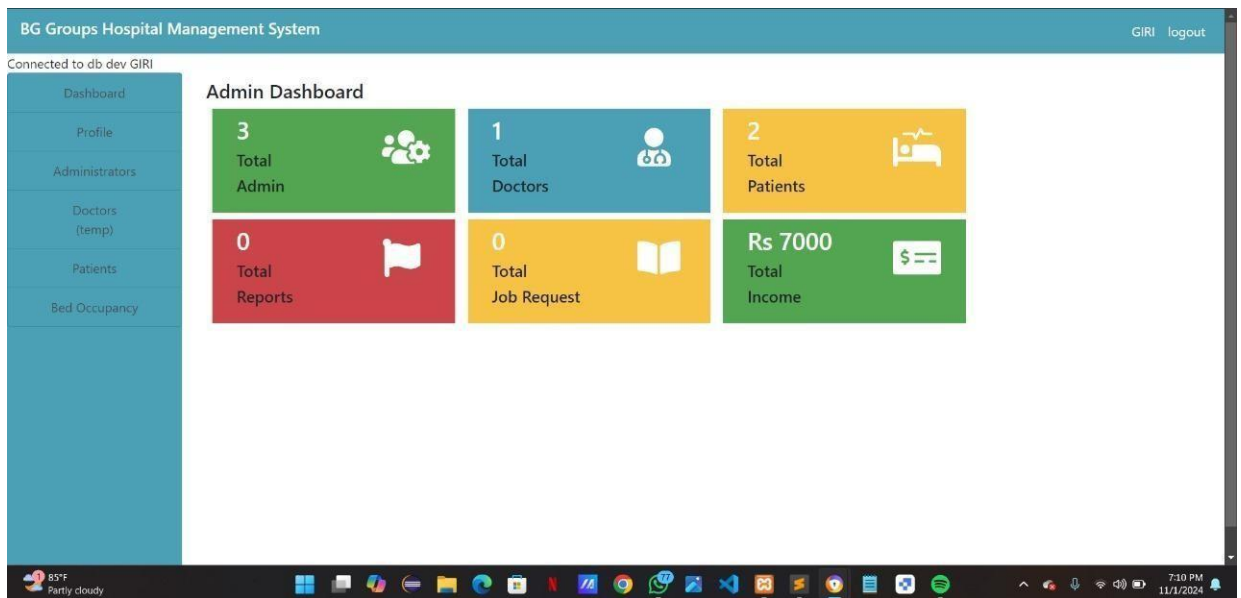 BG Groups Hospital Management System
GIRI logout
Connected to db dev GIRI
Dashboard
Profile
Administrators
Doctors
(temp)
Patients
Bed Occupancy
Admin Dashboard
3
Total
Admin
1
Total
Doctors
2
Total
Patients
0
Total
Reports
0
Total
Job Request
Rs 7000
Total
Income
1
85°F
Partly cloudy
77
7:10 PM
11/1/2024